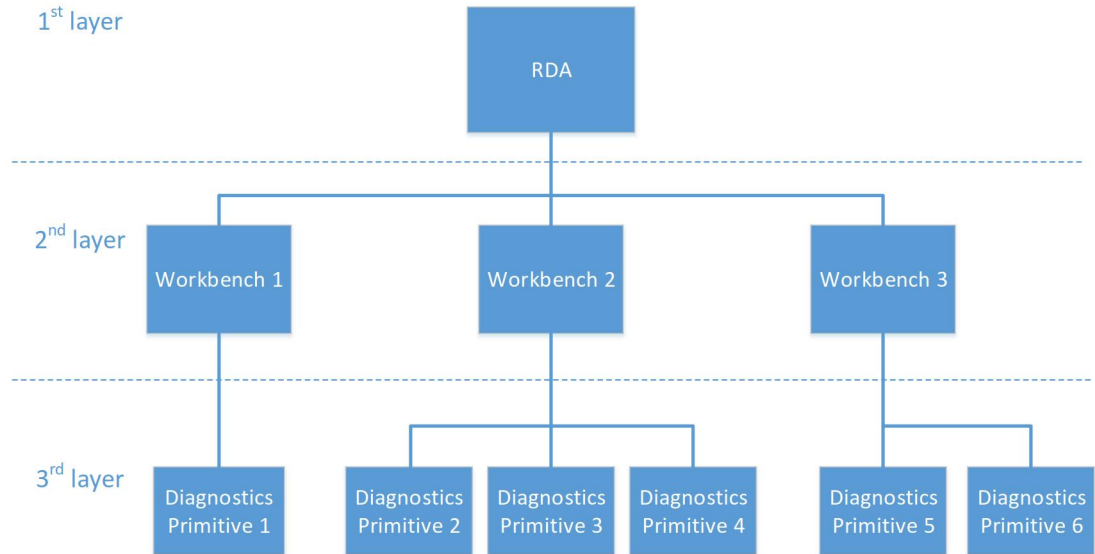 1st layer
RDA
2nd layer
Workbench 1
Workbench 2
Workbench 3
3rd layer
Diagnostics
Primitive 1
Diagnostics
Primitive 2
Diagnostics
Primitive 3
Diagnostics
Primitive 4
Diagnostics
Primitive 5
Diagnostics
Primitive 6